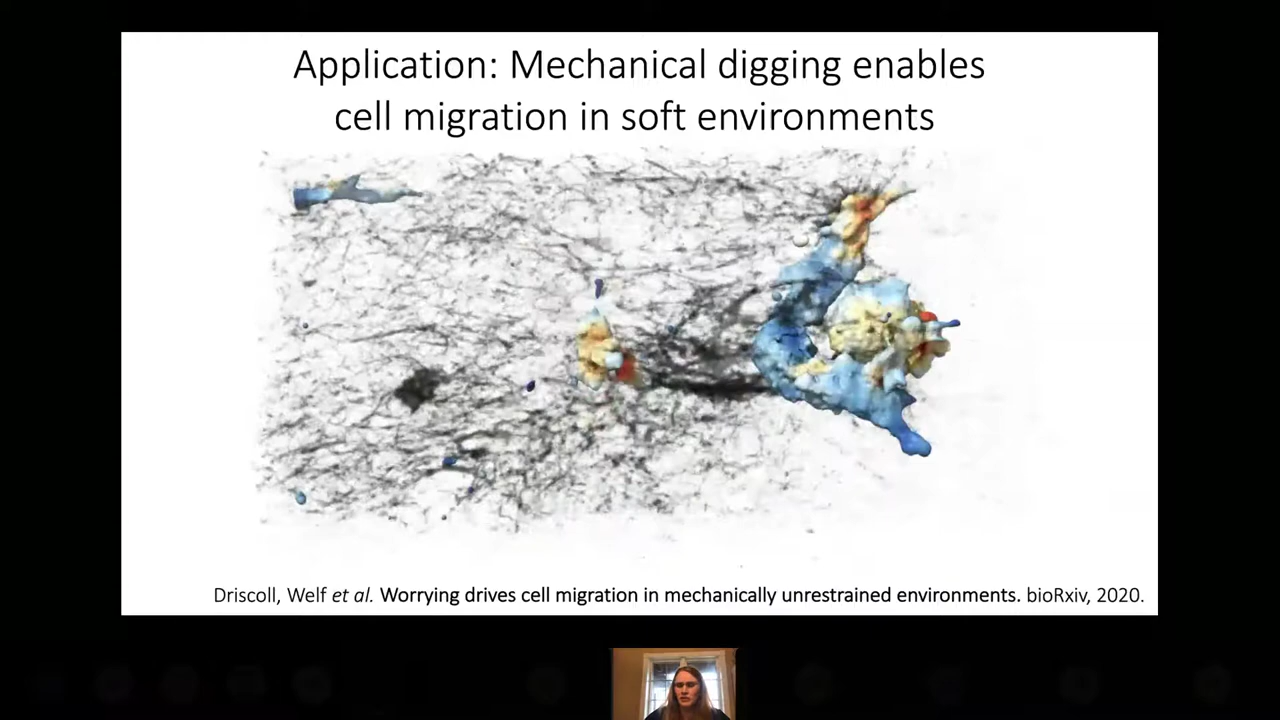 Application: Mechanical digging enables
cell migration in soft environments
Driscoll, Welf et al. Worrying drives cell migration in mechanically unrestrained environments. bioRxiv, 2020.